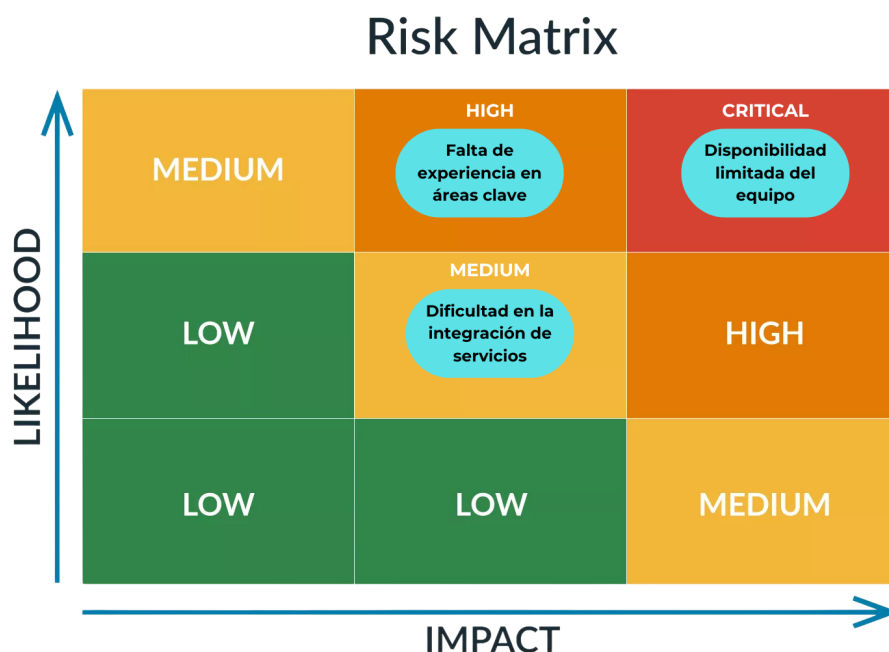 Risk Matrix
LIKELIHOOD
MEDIUM
HIGH
Falta de
experiencia en
áreas clave
CRITICAL
Disponibilidad
limitada del
equipo
LOW
MEDIUM
Dificultad en la
integración de
servicios
HIGH
LOW
LOW
MEDIUM
IMPACT